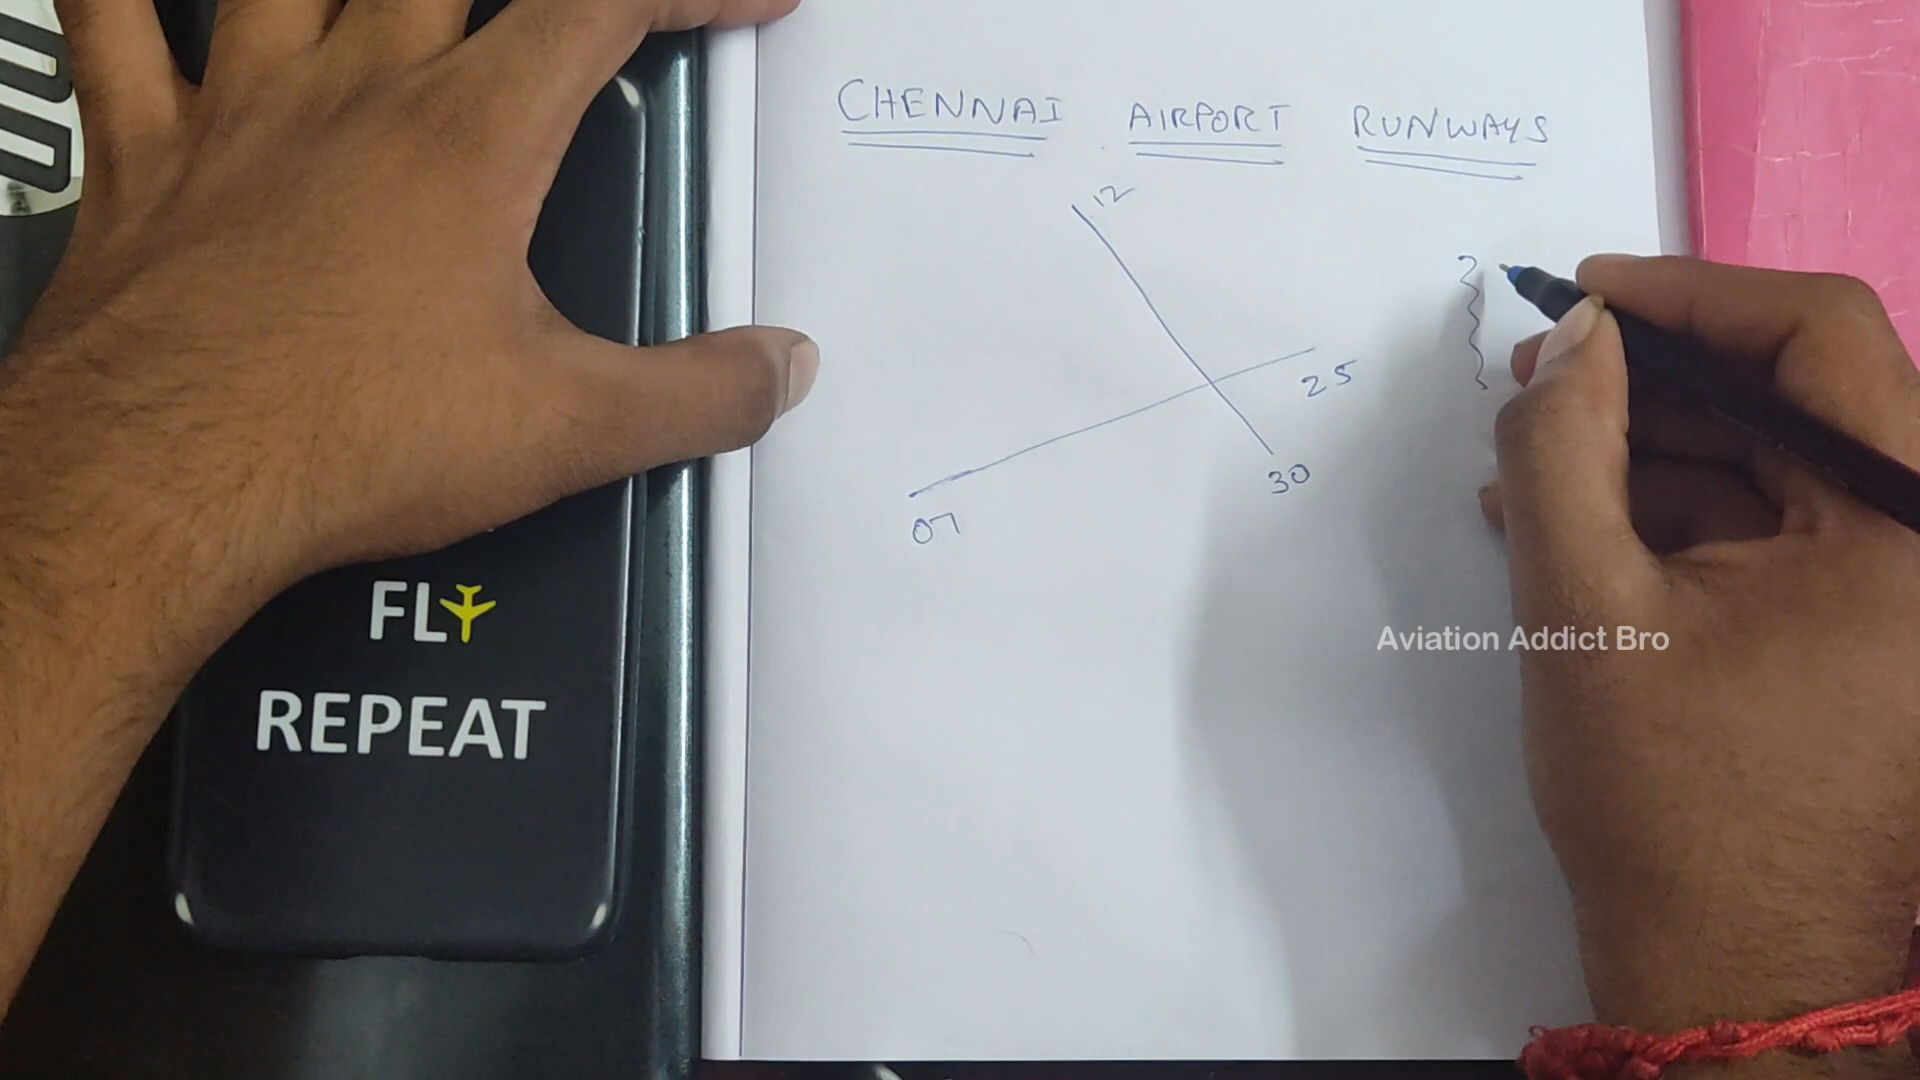 CHENNAI AIRPORT RUNWAYS
12
25
30
07
FLY
REPEAT
Aviation Addict Bro